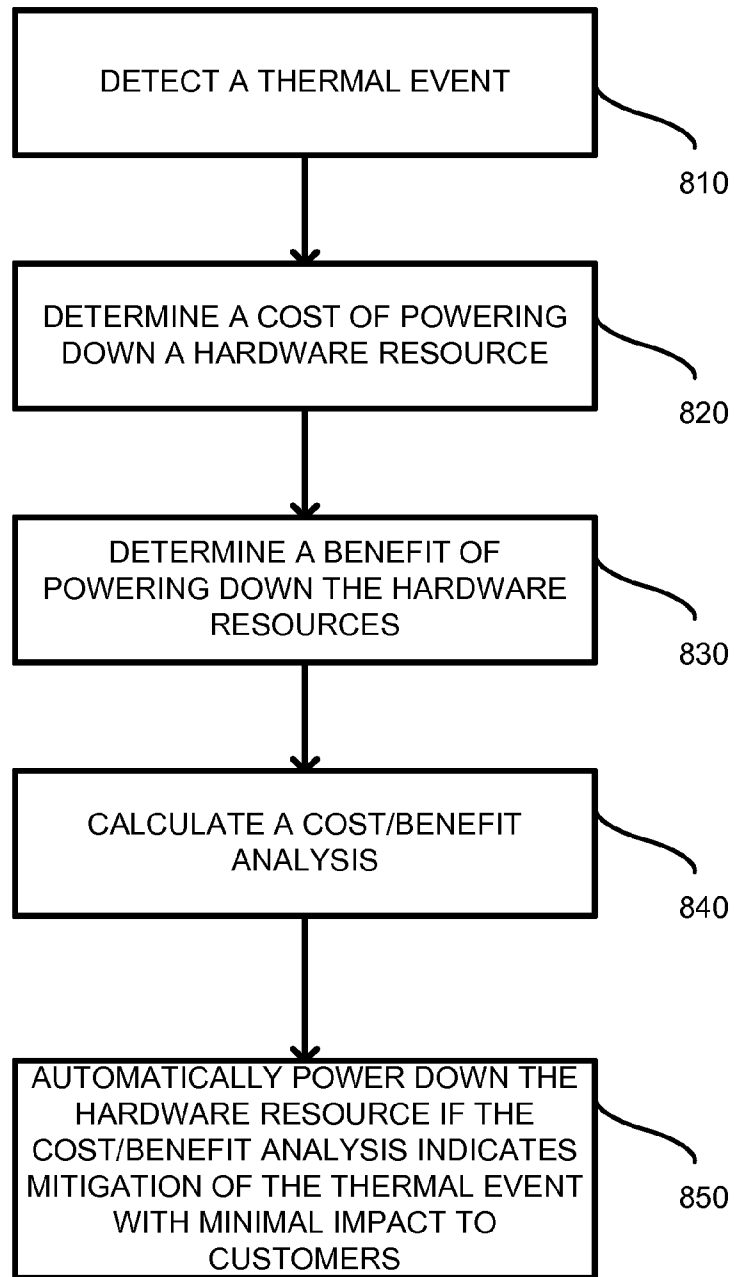 DETECT A THERMAL EVENT
810
DETERMINE A COST OF POWERING
DOWN A HARDWARE RESOURCE
820
DETERMINE A BENEFIT OF
POWERING DOWN THE HARDWARE
RESOURCES
830
CALCULATE A COST/BENEFIT
ANALYSIS
840
AUTOMATICALLY POWER DOWN THE
HARDWARE RESOURCE IF THE
COST/BENEFIT ANALYSIS INDICATES
MITIGATION OF THE THERMAL EVENT
WITH MINIMAL IMPACT TO
CUSTOMERS
850